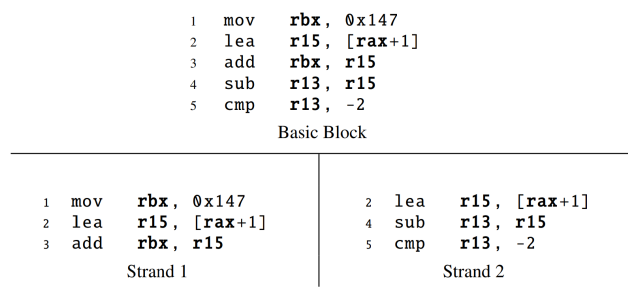 1 mov rbx, 0x147
2 lea r15, [rax+1]
3 add rbx, r15
4 sub r13, r15
5 cmp r13, -2
Basic Block
1 mov rbx, 0x147
2 lea r15, [rax+1]
3 add rbx, r15
Strand 1
2 lea r15, [rax+1]
4 sub r13, r15
5 cmp r13, -2
Strand 2